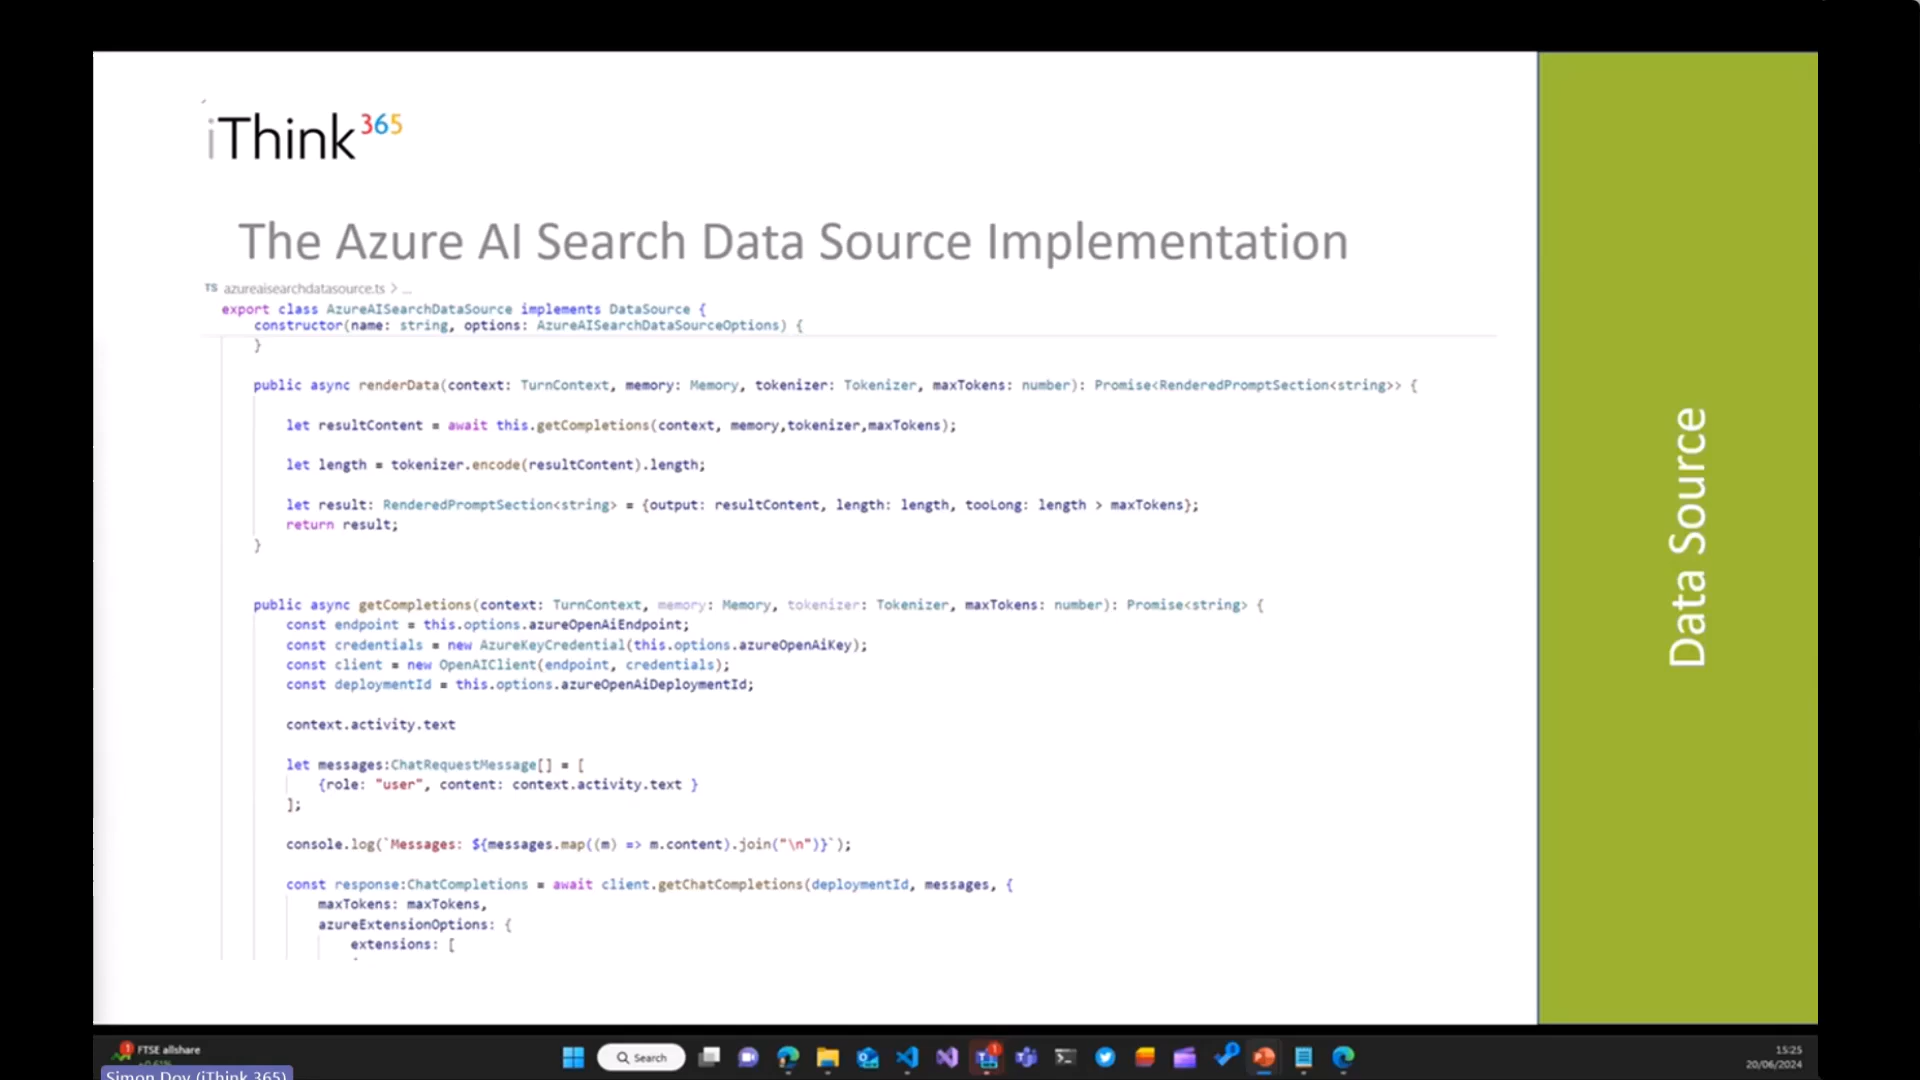 iThink 365
The Azure AI Search Data Source Implementation
TS azureaisearchdatasource.ts > ...
export class AzureAISearchDataSource implements DataSource {
constructor(name: string, options: AzureAISearchDataSourceOptions) {
}
public async renderData(context: TurnContext, memory: Memory, tokenizer: Tokenizer, maxTokens: number): Promise<RenderedPromptSection<string>> {
let resultContent = await this.getCompletions(context, memory,tokenizer,maxTokens);
let length = tokenizer.encode(resultContent).length;
let result: RenderedPromptSection<string> = {output: resultContent, length: length, tooLong: length > maxTokens};
return result;
}
public async getCompletions(context: TurnContext, memory: Memory, tokenizer: Tokenizer, maxTokens: number): Promise<string> {
const endpoint = this.options.azureOpenAiEndpoint;
const credentials = new AzureKeyCredential(this.options.azureOpenAiKey);
const client = new OpenAIClient(endpoint, credentials);
const deploymentId = this.options.azureOpenAiDeploymentId;
context.activity.text
let messages:ChatRequestMessage[] = [
{role: "user", content: context.activity.text }
];
console.log(`Messages: ${messages.map((m) => m.content).join("\n")}`);
const response:ChatCompletions = await client.getChatCompletions(deploymentId, messages, {
maxTokens: maxTokens,
azureExtensionOptions: {
extensions: [
Data Source
FTSE allshare
Search
15:25
20/06/2024
Simon Doy (iThink 365)